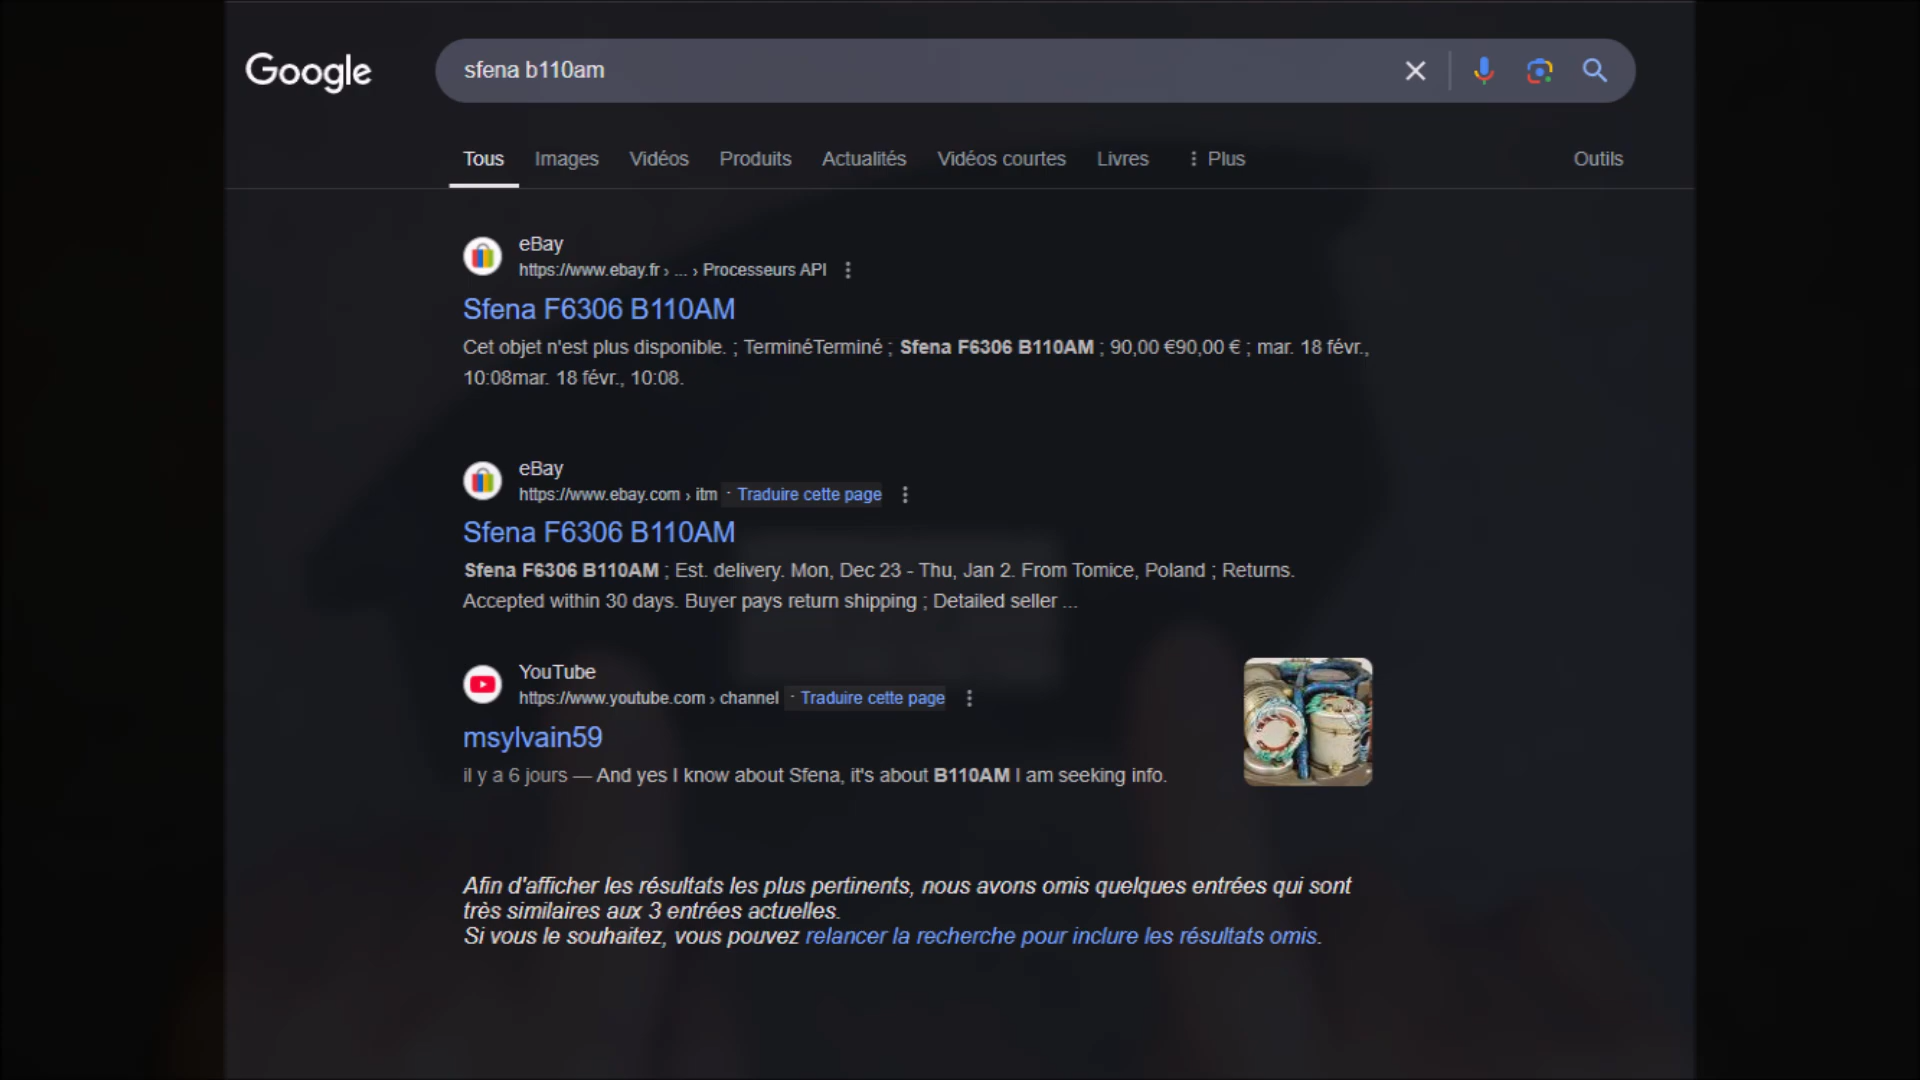 Google
sfena b110am
Tous Images Vidéos Produits Actualités Vidéos courtes Livres Plus Outils
eBay
https://www.ebay.fr › ... › Processeurs API
Sfena F6306 B110AM
Cet objet n'est plus disponible. ; TerminéTerminé ; Sfena F6306 B110AM ; 90,00 €90,00 € ; mar. 18 févr.,
10:08mar. 18 févr., 10:08.
eBay
https://www.ebay.com › itm · Traduire cette page
Sfena F6306 B110AM
Sfena F6306 B110AM ; Est. delivery. Mon, Dec 23 - Thu, Jan 2. From Tomice, Poland ; Returns.
Accepted within 30 days. Buyer pays return shipping ; Detailed seller ...
YouTube
https://www.youtube.com › channel · Traduire cette page
msylvain59
il y a 6 jours — And yes I know about Sfena, it's about B110AM I am seeking info.
Afin d'afficher les résultats les plus pertinents, nous avons omis quelques entrées qui sont
très similaires aux 3 entrées actuelles.
Si vous le souhaitez, vous pouvez relancer la recherche pour inclure les résultats omis.